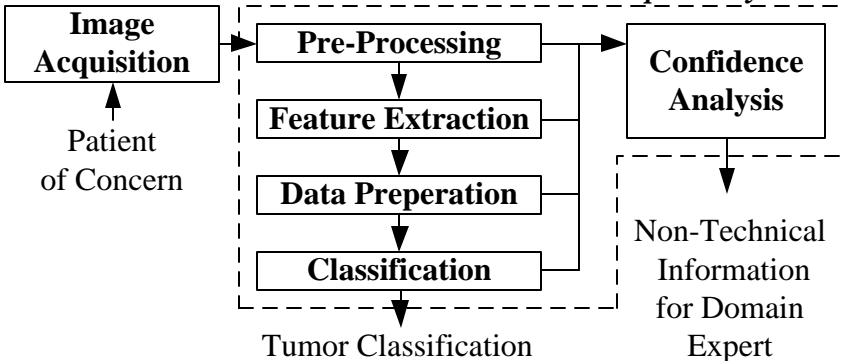 Image
Acquisition
Patient
of Concern
Pre-Processing
Feature Extraction
Data Preperation
Classification
Tumor Classification
Confidence
Analysis
Non-Technical
Information
for Domain
Expert